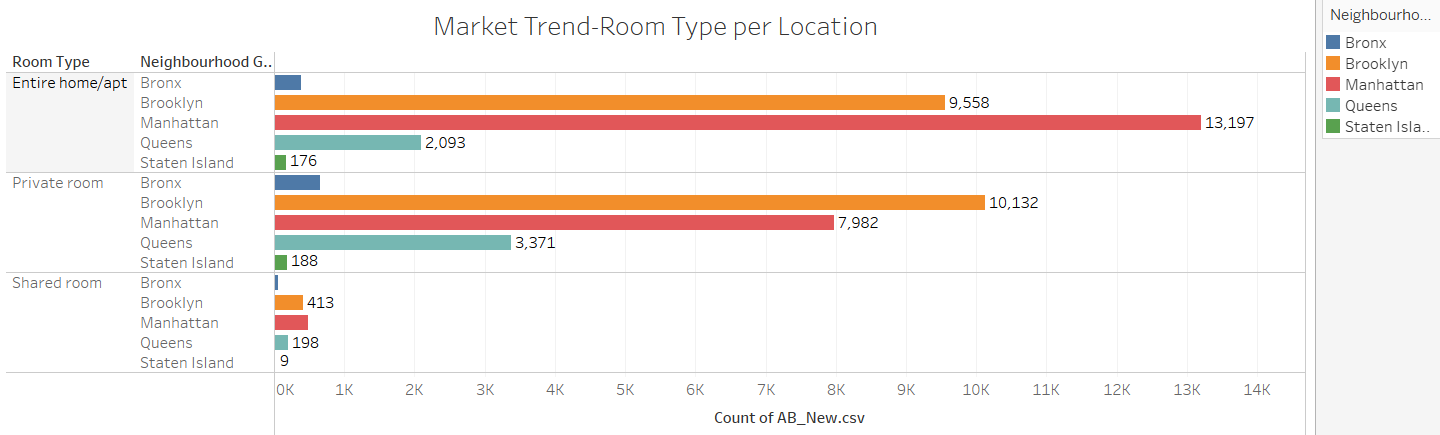 Market Trend-Room Type per Location
Room Type Neighbourhood G..
Entire home/apt Bronx
Brooklyn 9,558
Manhattan 13,197
Queens 2,093
Staten Island 176
Private room Bronx
Brooklyn 10,132
Manhattan 7,982
Queens 3,371
Staten Island 188
Shared room Bronx
Brooklyn 413
Manhattan
Queens 198
Staten Island 9
0K 1K 2K 3K 4K 5K 6K 7K 8K 9K 10K 11K 12K 13K 14K
Count of AB_New.csv
Neighbourho...
Bronx
Brooklyn
Manhattan
Queens
Staten Isla..